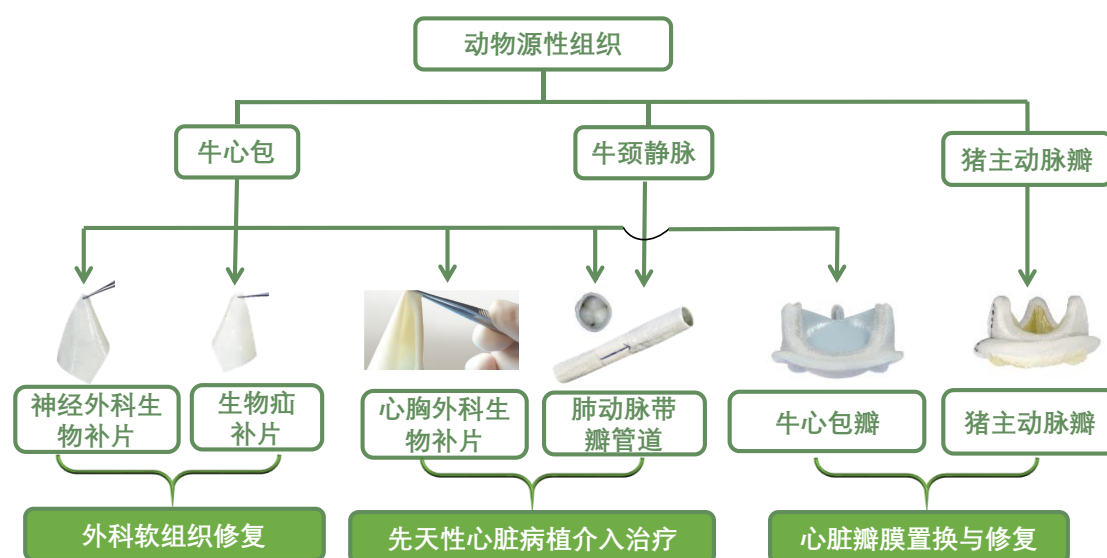 动物源性组织
牛心包
牛颈静脉
猪主动脉瓣
神经外科生
物补片
生物疝
补片
心胸外科生
物补片
肺动脉带
瓣管道
牛心包瓣
猪主动脉瓣
外科软组织修复
先天性心脏病植介入治疗
心脏瓣膜置换与修复